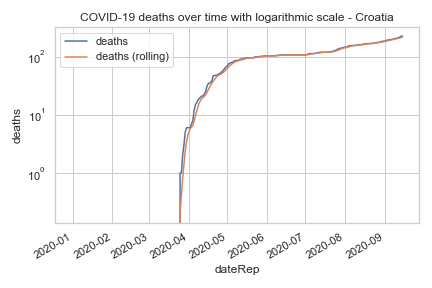 COVID-19 deaths over time with logarithmic scale - Croatia
deaths
deaths (rolling)
10²
10¹
10⁰
deaths
2020-01
2020-02
2020-03
2020-04
2020-05
2020-06
2020-07
2020-08
2020-09
dateRep